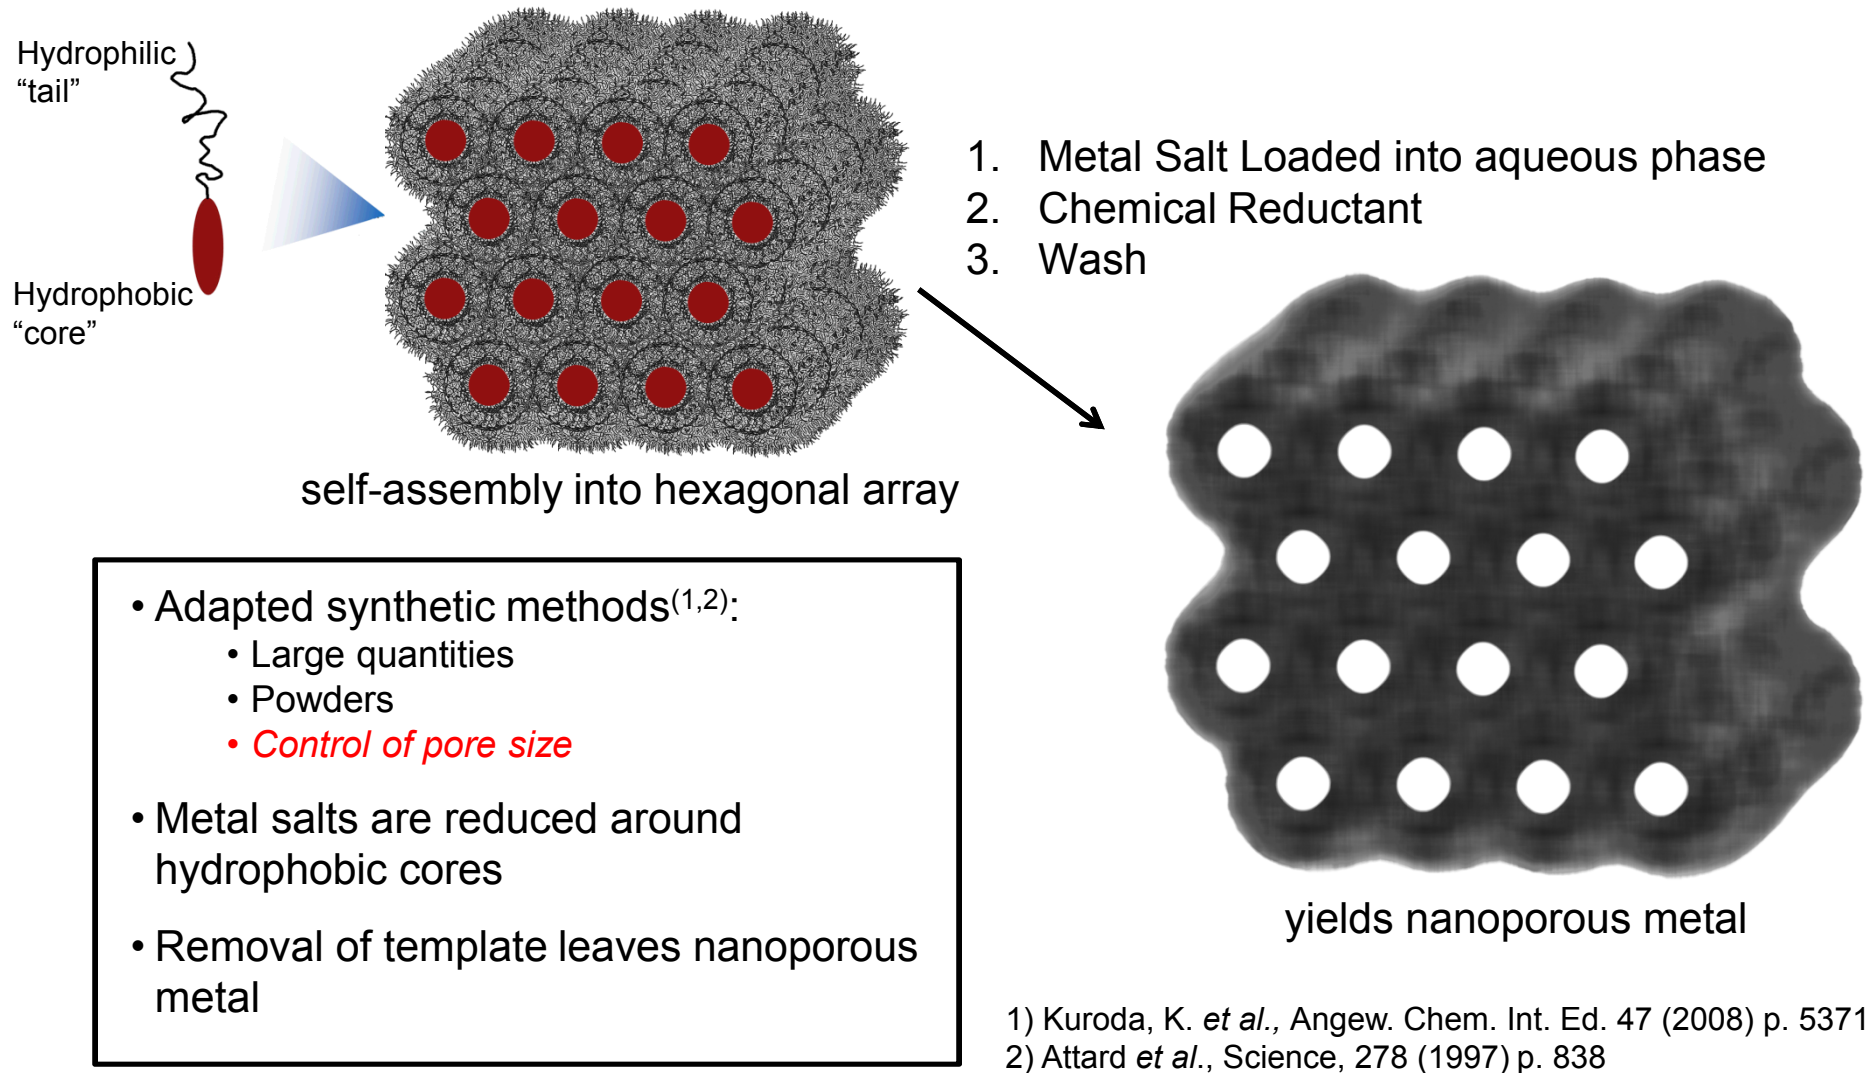 Hydrophilic
“tail”
Hydrophobic
“core”
self-assembly into hexagonal array
1. Metal Salt Loaded into aqueous phase
2. Chemical Reductant
3. Wash
yields nanoporous metal
• Adapted synthetic methods(1,2):
• Large quantities
• Powders
• Control of pore size
• Metal salts are reduced around
hydrophobic cores
• Removal of template leaves nanoporous
metal
1) Kuroda, K. et al., Angew. Chem. Int. Ed. 47 (2008) p. 5371
2) Attard et al., Science, 278 (1997) p. 838